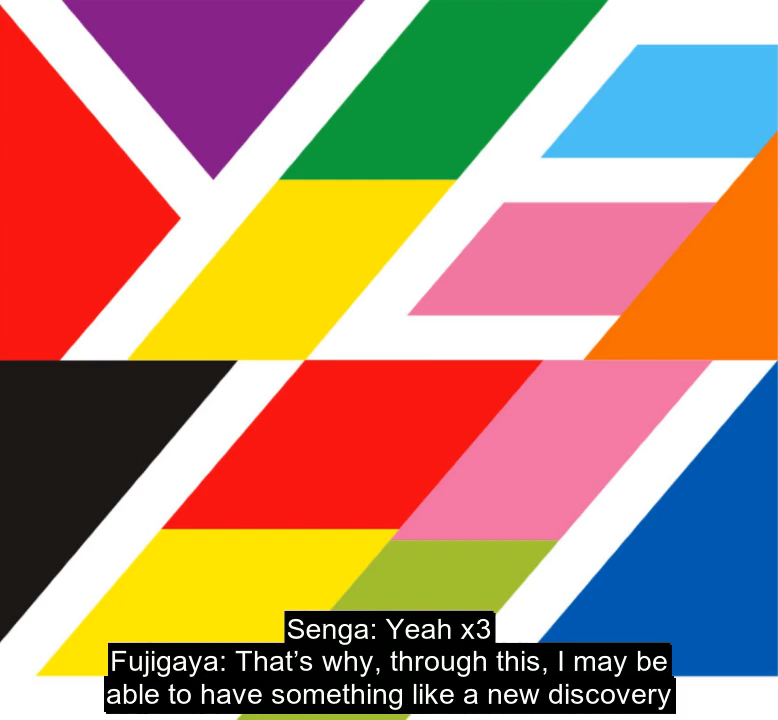 Senga: Yeah x3
Fujigaya: That’s why, through this, I may be
able to have something like a new discovery